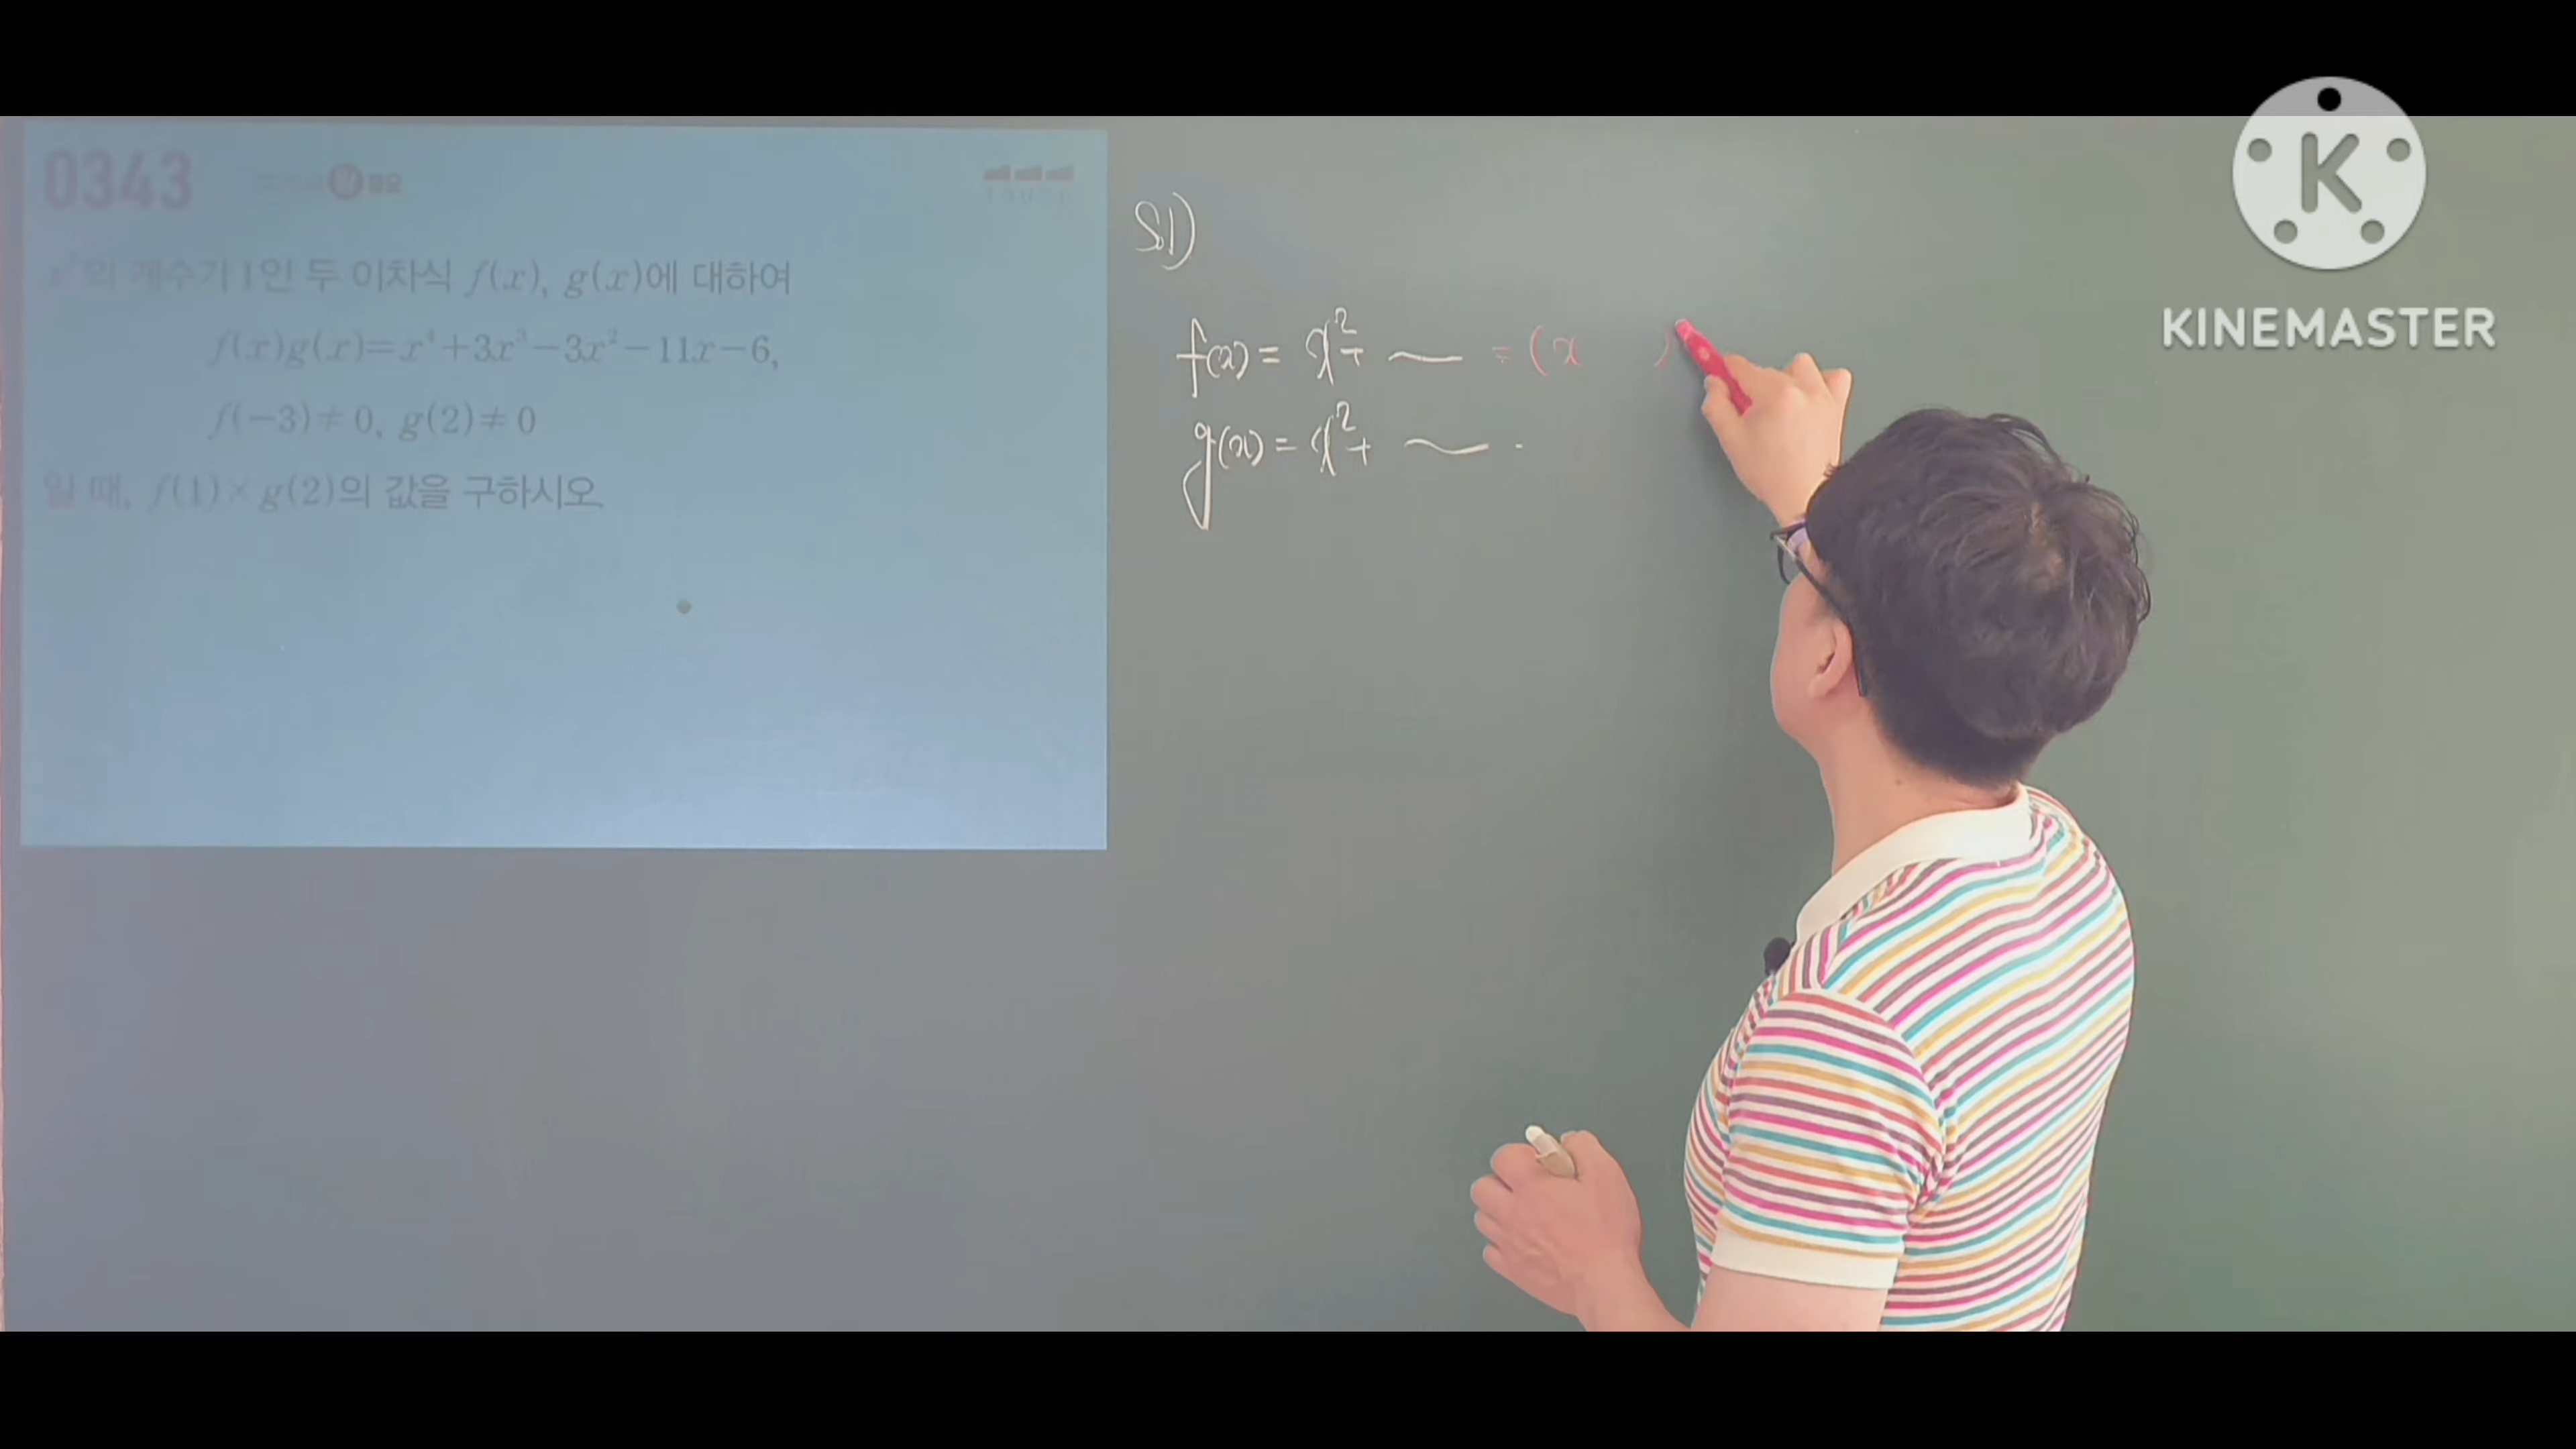 0343
x²의 계수가 1인 두 이차식 f(x), g(x)에 대하여
f(x)g(x)=x⁴+3x³-3x²-11x-6,
f(-3)≠0, g(2)≠0
일 때, f(1)×g(2)의 값을 구하시오.
Sol)
f(x) = x²+ ~ = (x )
g(x) = x²+ ~ .
K
KINEMASTER